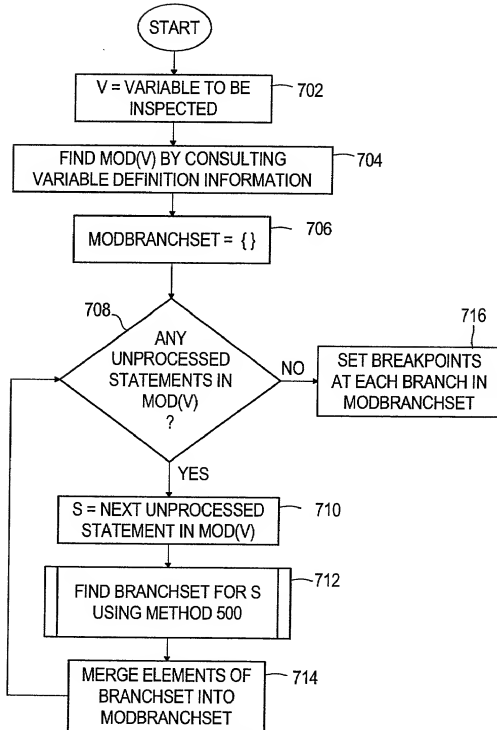 START
V = VARIABLE TO BE
INSPECTED
702
FIND MOD(V) BY CONSULTING
VARIABLE DEFINITION INFORMATION
704
MODBRANCHSET = { }
706
708
ANY
UNPROCESSED
STATEMENTS IN
MOD(V)
?
NO
716
SET BREAKPOINTS
AT EACH BRANCH IN
MODBRANCHSET
YES
S = NEXT UNPROCESSED
STATEMENT IN MOD(V)
710
FIND BRANCHSET FOR S
USING METHOD 500
712
MERGE ELEMENTS OF
BRANCHSET INTO
MODBRANCHSET
714